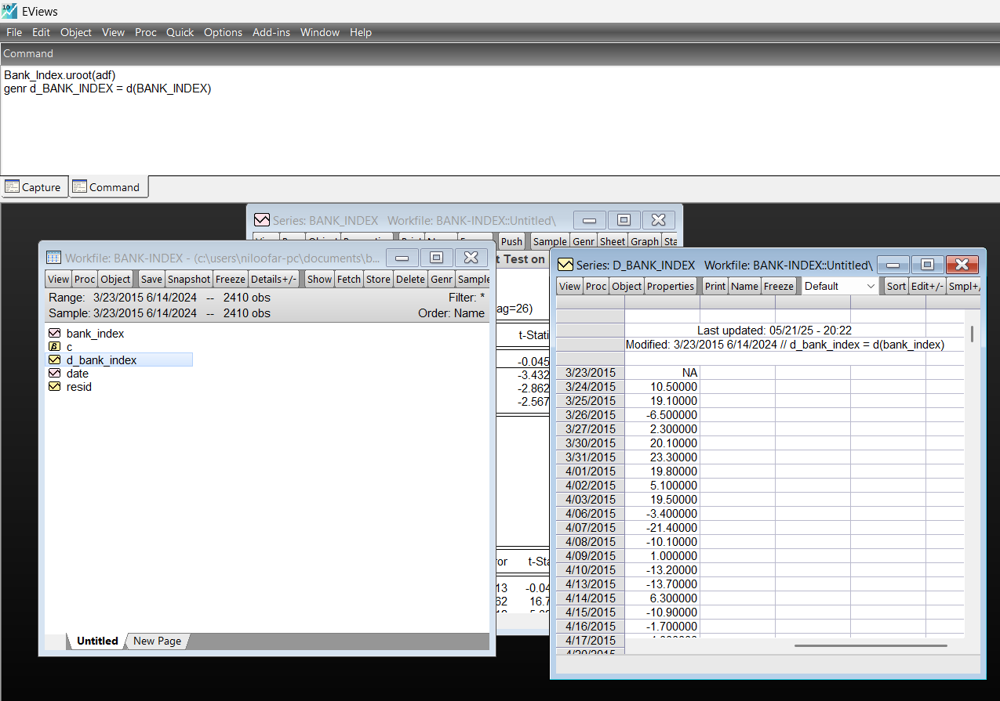 EViews
File Edit Object View Proc Quick Options Add-ins Window Help
Command
Bank_Index.uroot(adf)
genr d_BANK_INDEX = d(BANK_INDEX)
Capture Command
Series: BANK_INDEX Workfile: BANK-INDEX::Untitled\
Push Sample Genr Sheet Graph Sta
t Test on
ag=26)
t-Stati
-0.045
-3.432
-2.862
-2.567
ror t-Sta
13 -0.04
62 16.7
Workfile: BANK-INDEX - (c:\users\niloofar-pc\documents\b...
View Proc Object Save Snapshot Freeze Details+/- Show Fetch Store Delete Genr Sample
Range: 3/23/2015 6/14/2024 -- 2410 obs Filter: *
Sample: 3/23/2015 6/14/2024 -- 2410 obs Order: Name
bank_index
β c
d_bank_index
date
resid
Untitled New Page
Series: D_BANK_INDEX Workfile: BANK-INDEX::Untitled\
View Proc Object Properties Print Name Freeze Default Sort Edit+/- Smpl+/
Last updated: 05/21/25 - 20:22
Modified: 3/23/2015 6/14/2024 // d_bank_index = d(bank_index)
3/23/2015 NA
3/24/2015 10.50000
3/25/2015 19.10000
3/26/2015 -6.500000
3/27/2015 2.300000
3/30/2015 20.10000
3/31/2015 23.30000
4/01/2015 19.80000
4/02/2015 5.100000
4/03/2015 19.50000
4/06/2015 -3.400000
4/07/2015 -21.40000
4/08/2015 -10.10000
4/09/2015 1.000000
4/10/2015 -13.20000
4/13/2015 -13.70000
4/14/2015 6.300000
4/15/2015 -10.90000
4/16/2015 -1.700000
4/17/2015
4/20/2015